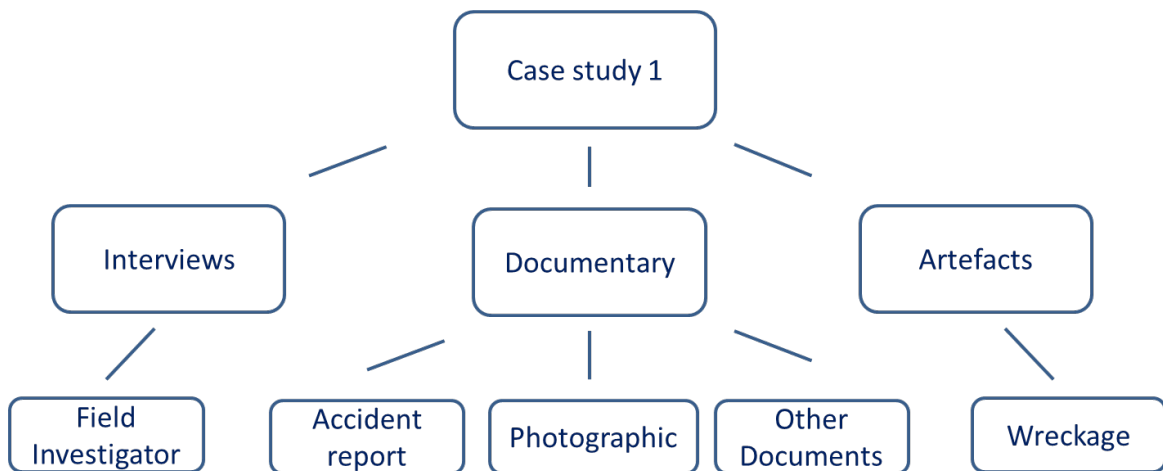 Case study 1
Interviews
Documentary
Artefacts
Field
Investigator
Accident
report
Photographic
Other
Documents
Wreckage